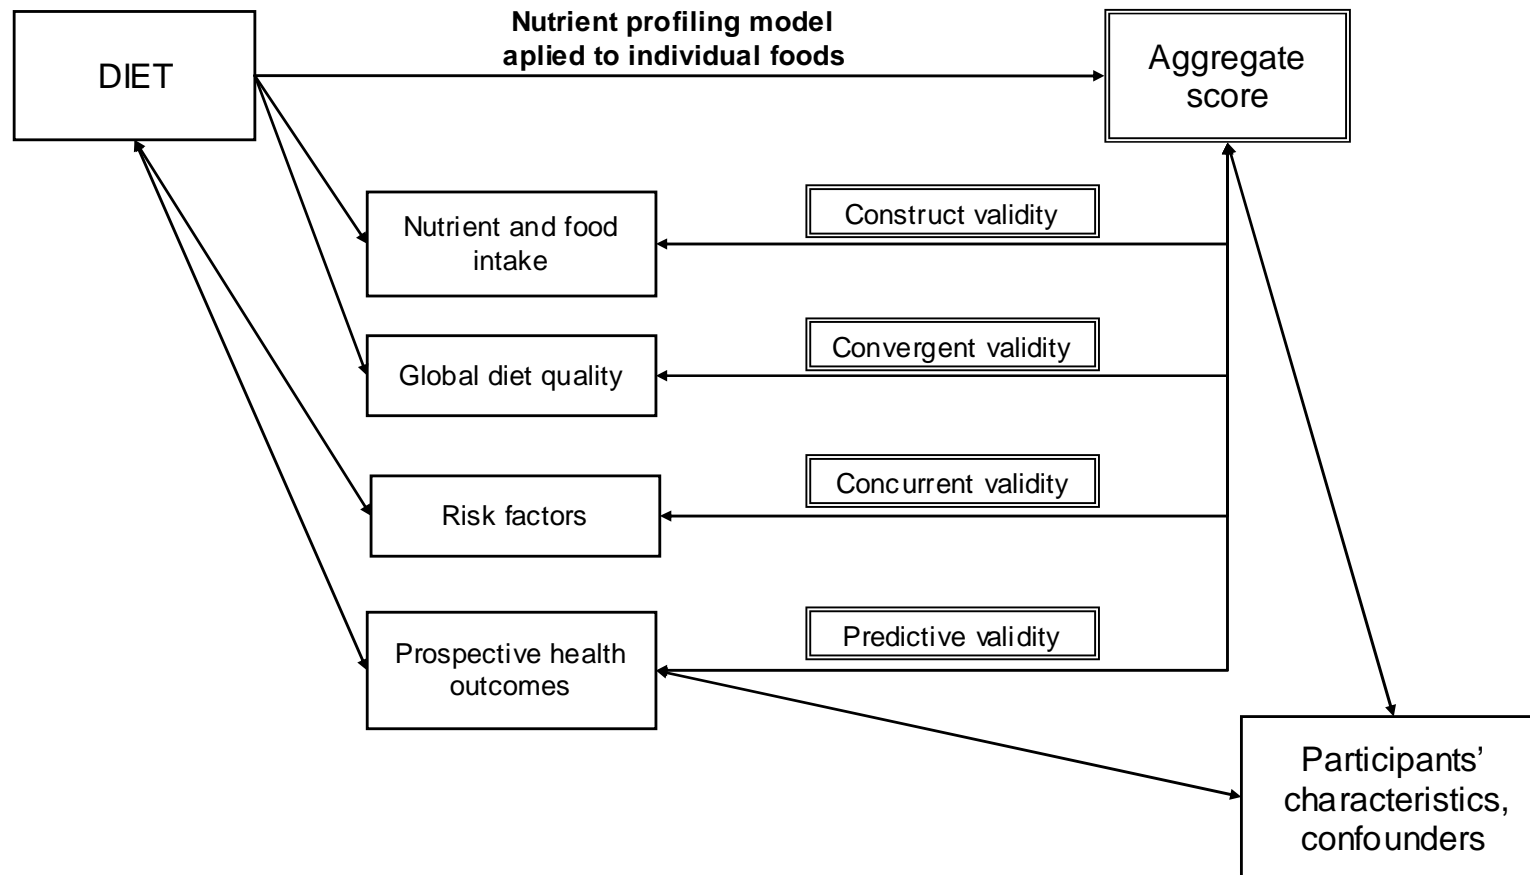 Nutrient profiling model
aplied to individual foods
DIET
Aggregate
score
Nutrient and food
intake
Construct validity
Global diet quality
Convergent validity
Risk factors
Concurrent validity
Prospective health
outcomes
Predictive validity
Participants’
characteristics,
confounders